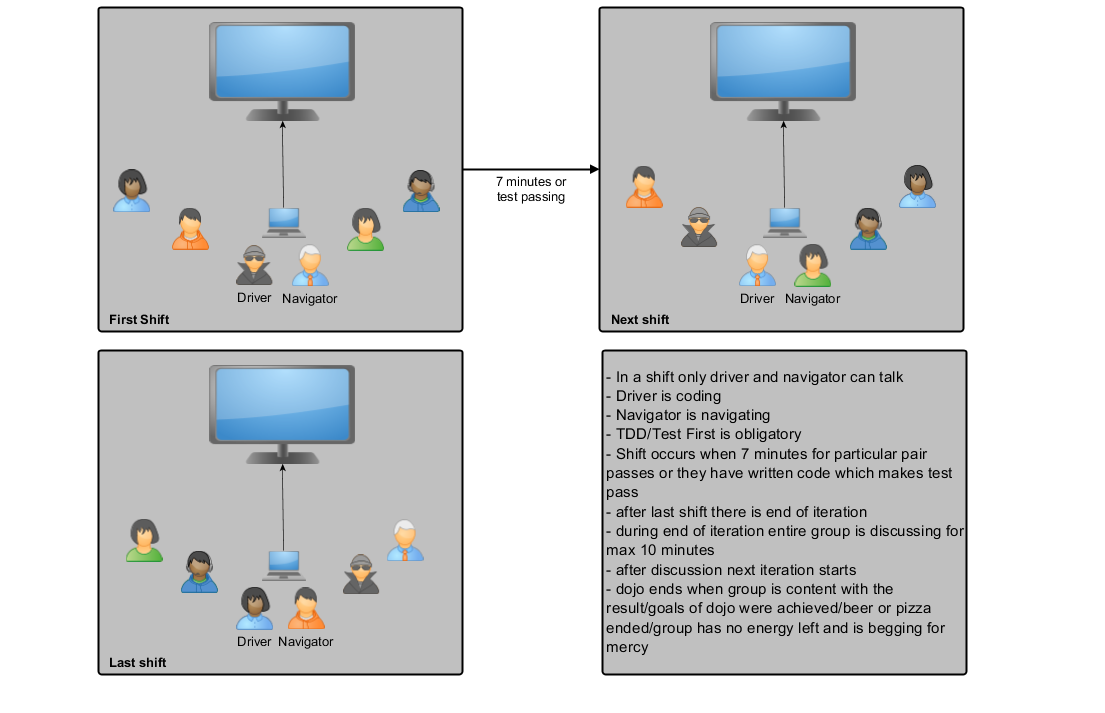 Driver
Navigator
First Shift
7 minutes or
test passing
Driver
Navigator
Next shift
Driver
Navigator
Last shift
- In a shift only driver and navigator can talk
- Driver is coding
- Navigator is navigating
- TDD/Test First is obligatory
- Shift occurs when 7 minutes for particular pair
passes or they have written code which makes test
pass
- after last shift there is end of iteration
- during end of iteration entire group is discussing for
max 10 minutes
- after discussion next iteration starts
- dojo ends when group is content with the
result/goals of dojo were achieved/beer or pizza
ended/group has no energy left and is begging for
mercy